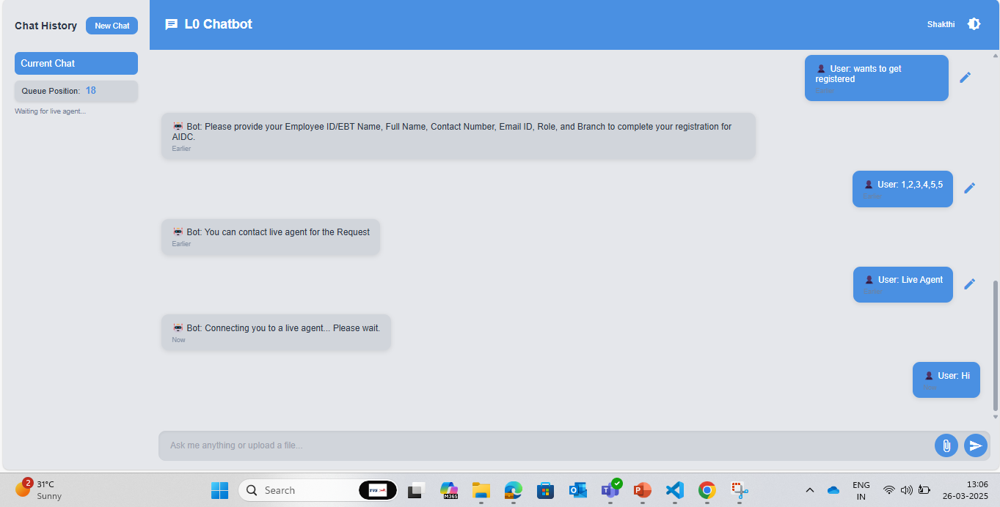 Chat History
New Chat
L0 Chatbot
Shakthi
Current Chat
Queue Position: 18
Waiting for live agent...
User: wants to get
registered
Earlier
Bot: Please provide your Employee ID/EBT Name, Full Name, Contact Number, Email ID, Role, and Branch to complete your registration for
AIDC.
Earlier
User: 1,2,3,4,5,5
Earlier
Bot: You can contact live agent for the Request
Earlier
User: Live Agent
Earlier
Bot: Connecting you to a live agent... Please wait.
Now
User: Hi
Ask me anything or upload a file...
2
31°C
Sunny
Search
TVS
M365
ENG
IN
13:06
26-03-2025